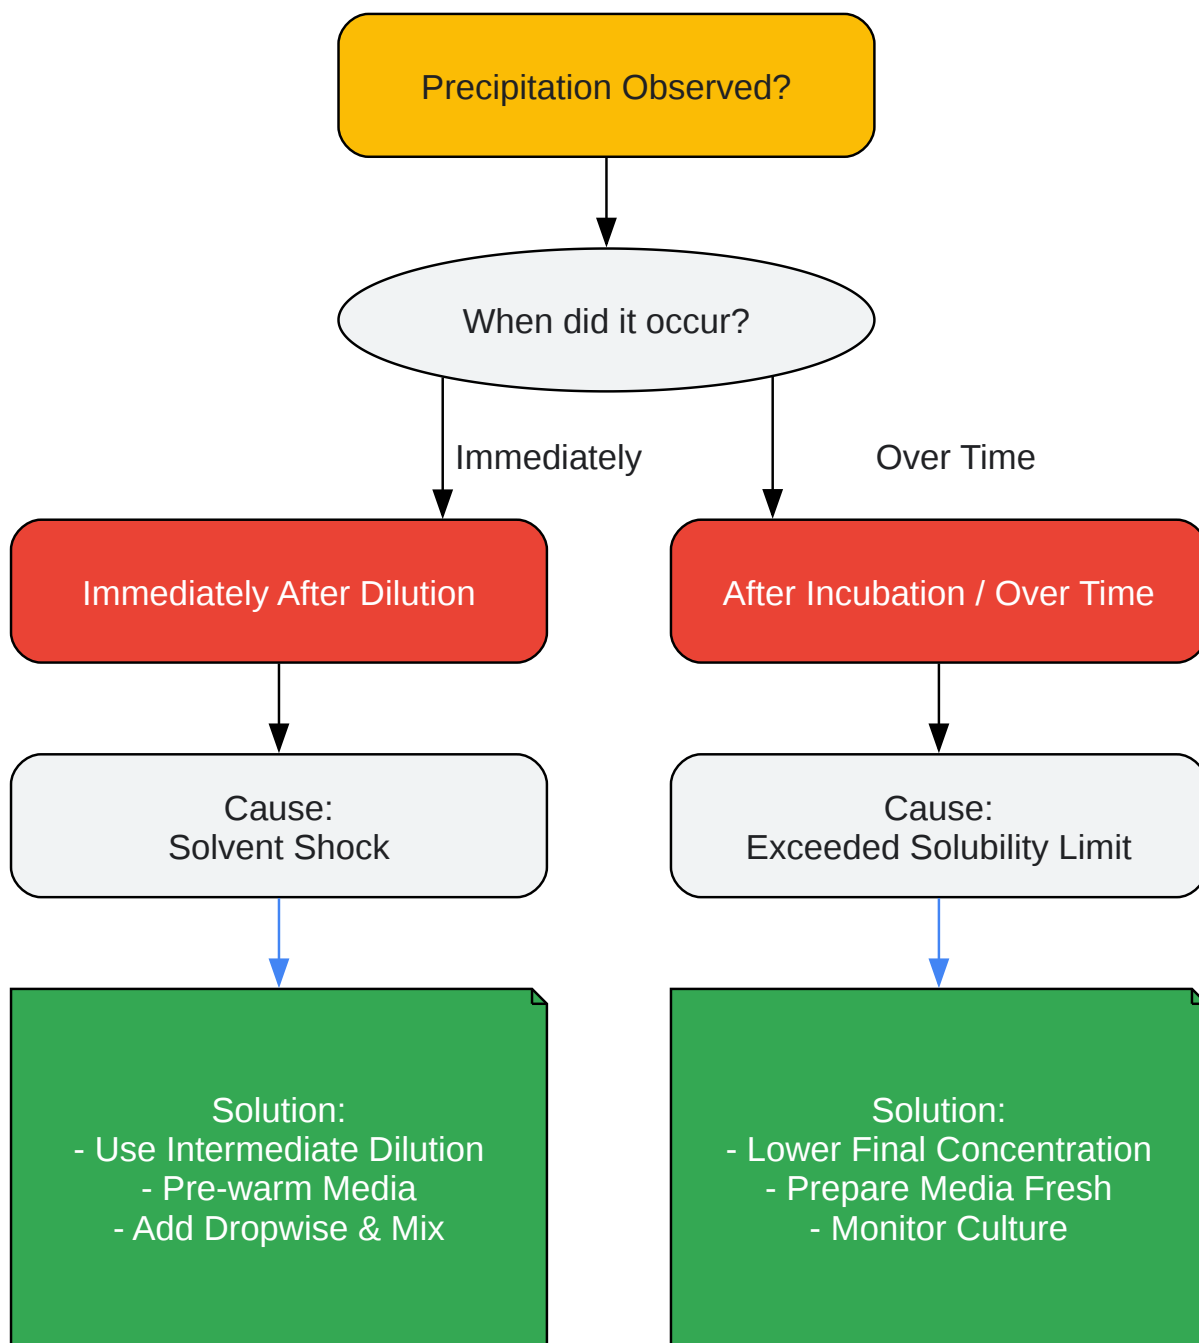 Precipitation Observed?
When did it occur?
Immediately
Over Time
Immediately After Dilution
After Incubation / Over Time
Cause:
Solvent Shock
Cause:
Exceeded Solubility Limit
Solution:
- Use Intermediate Dilution
- Pre-warm Media
- Add Dropwise & Mix
Solution:
- Lower Final Concentration
- Prepare Media Fresh
- Monitor Culture